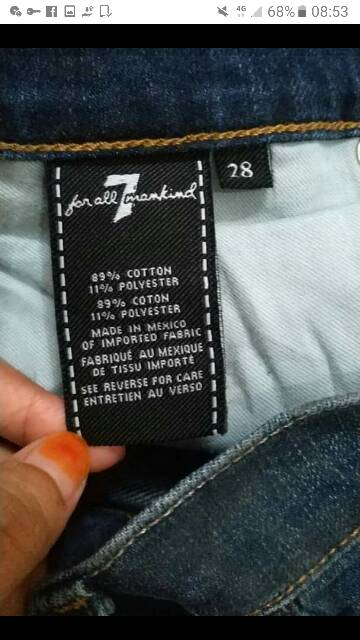 4G 68% 08:53
28
for all 7 mankind
89% COTTON
11% POLYESTER
89% COTON
11% POLYESTER
MADE IN MEXICO
OF IMPORTED FABRIC
FABRIQUÉ AU MEXIQUE
DE TISSU IMPORTÉ
SEE REVERSE FOR CARE
ENTRETIEN AU VERSO